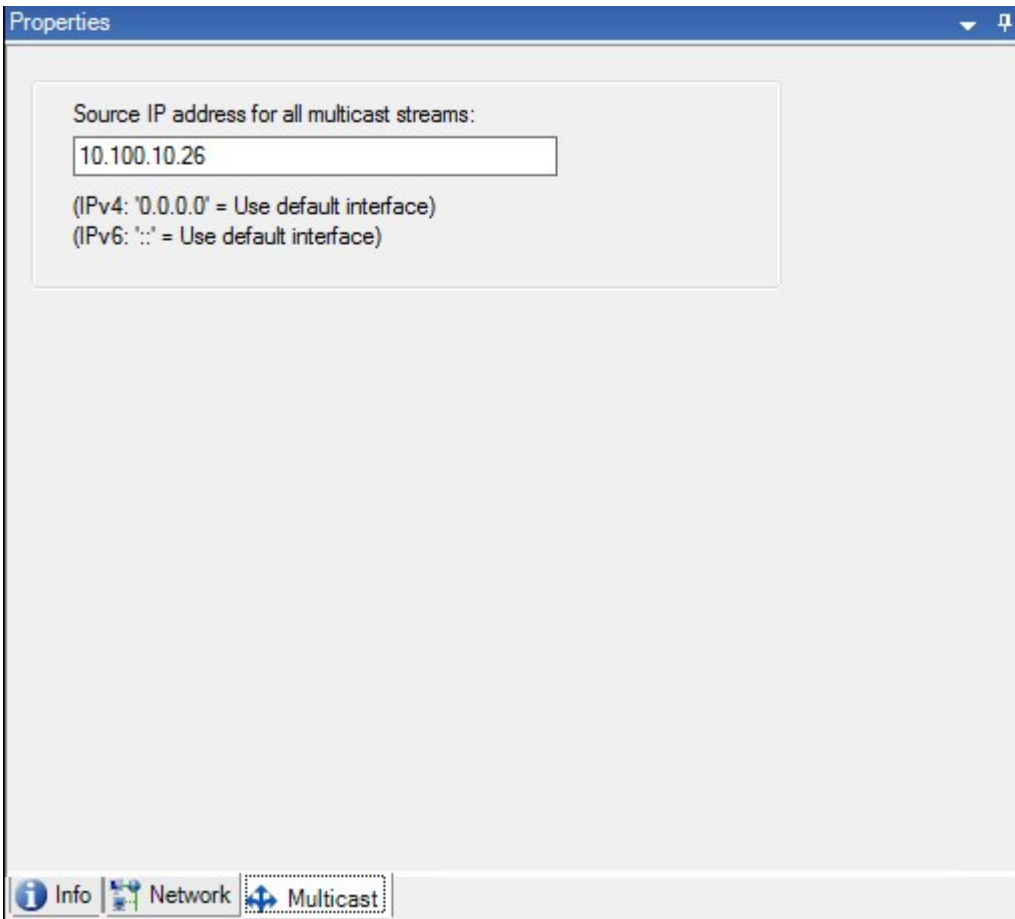 Properties
Source IP address for all multicast streams:
10.100.10.26
(IPv4: '0.0.0.0' = Use default interface)
(IPv6: '::' = Use default interface)
Info Network Multicast